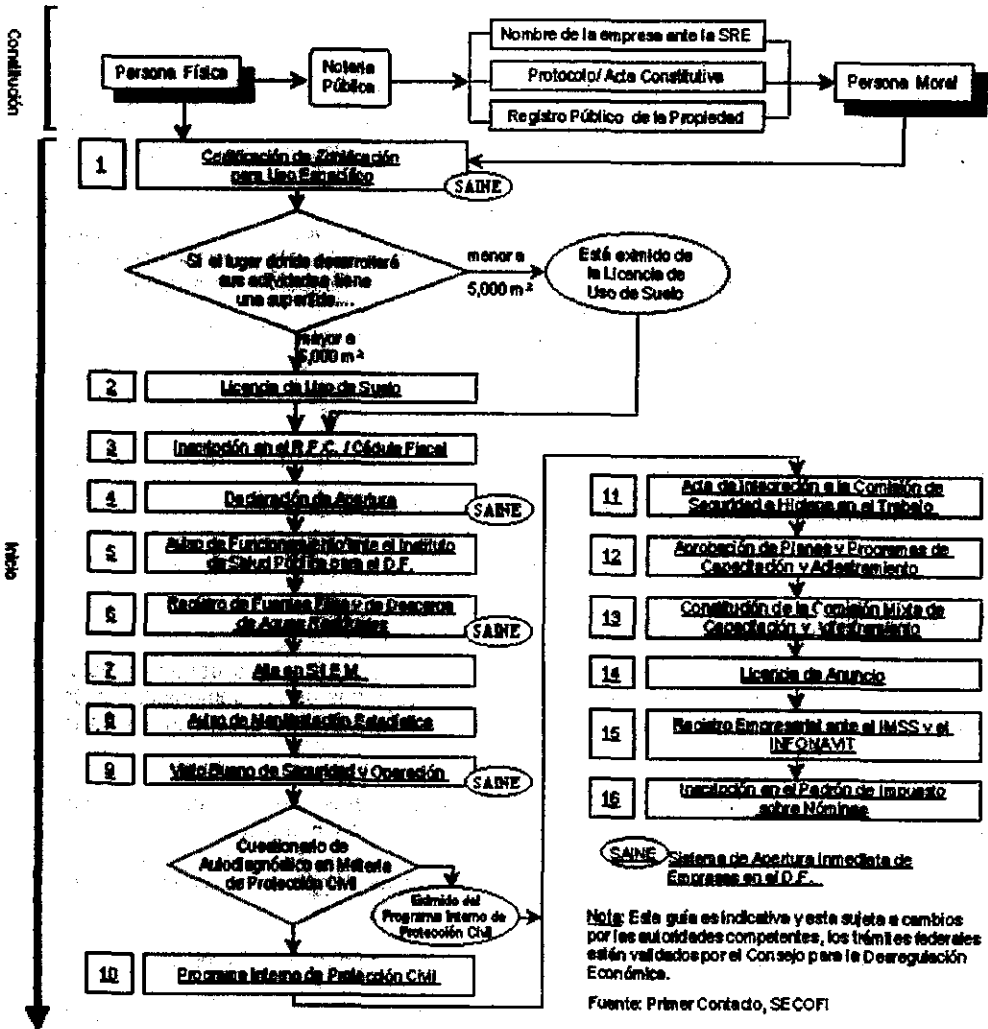 Constitución
Persona Física
Notaria
Pública
Nombre de la empresa ante la SRE
Protocolo/ Acta Constitutiva
Registro Público de la Propiedad
Persona Moral
Inicio
1
Certificación de Zonificación
para Uso Específico
SAINE
Si el lugar donde desarrollará
sus actividades tiene
una superficie....
menor a
5,000 m²
Está eximido de
la Licencia de
Uso de Suelo
mayor a
5,000 m²
2
Licencia de Uso de Suelo
3
Inscripción en el R.F.C. / Cédula Fiscal
4
Declaración de Apertura
SAINE
5
Aviso de Funcionamiento ante el Instituto
de Salud Pública para el D.F.
6
Registro de Fuentes Fijas y de Descarga
de Aguas Residuales
SAINE
7
Alta en S.I.E.M.
8
Aviso de Manifestación Estadística
9
Visto Bueno de Seguridad y Operación
SAINE
Cuestionario de
Autodiagnóstico en Materia
de Protección Civil
Eximido del
Programa Interno de
Protección Civil
10
Programa Interno de Protección Civil
11
Acta de Integración a la Comisión de
Seguridad e Higiene en el Trabajo
12
Aprobación de Planes y Programas de
Capacitación y Adiestramiento
13
Constitución de la Comisión Mixta de
Capacitación y Adiestramiento
14
Licencia de Anuncio
15
Registro Empresarial ante el IMSS y el
INFONAVIT
16
Inscripción en el Padrón de Impuesto
sobre Nóminas
SAINE Sistema de Apertura Inmediata de
Empresas en el D.F.
Nota: Esta guía es indicativa y esta sujeta a cambios
por las autoridades competentes, los trámites federales
están validados por el Consejo para la Desregulación
Económica.
Fuente: Primer Contacto, SECOFI